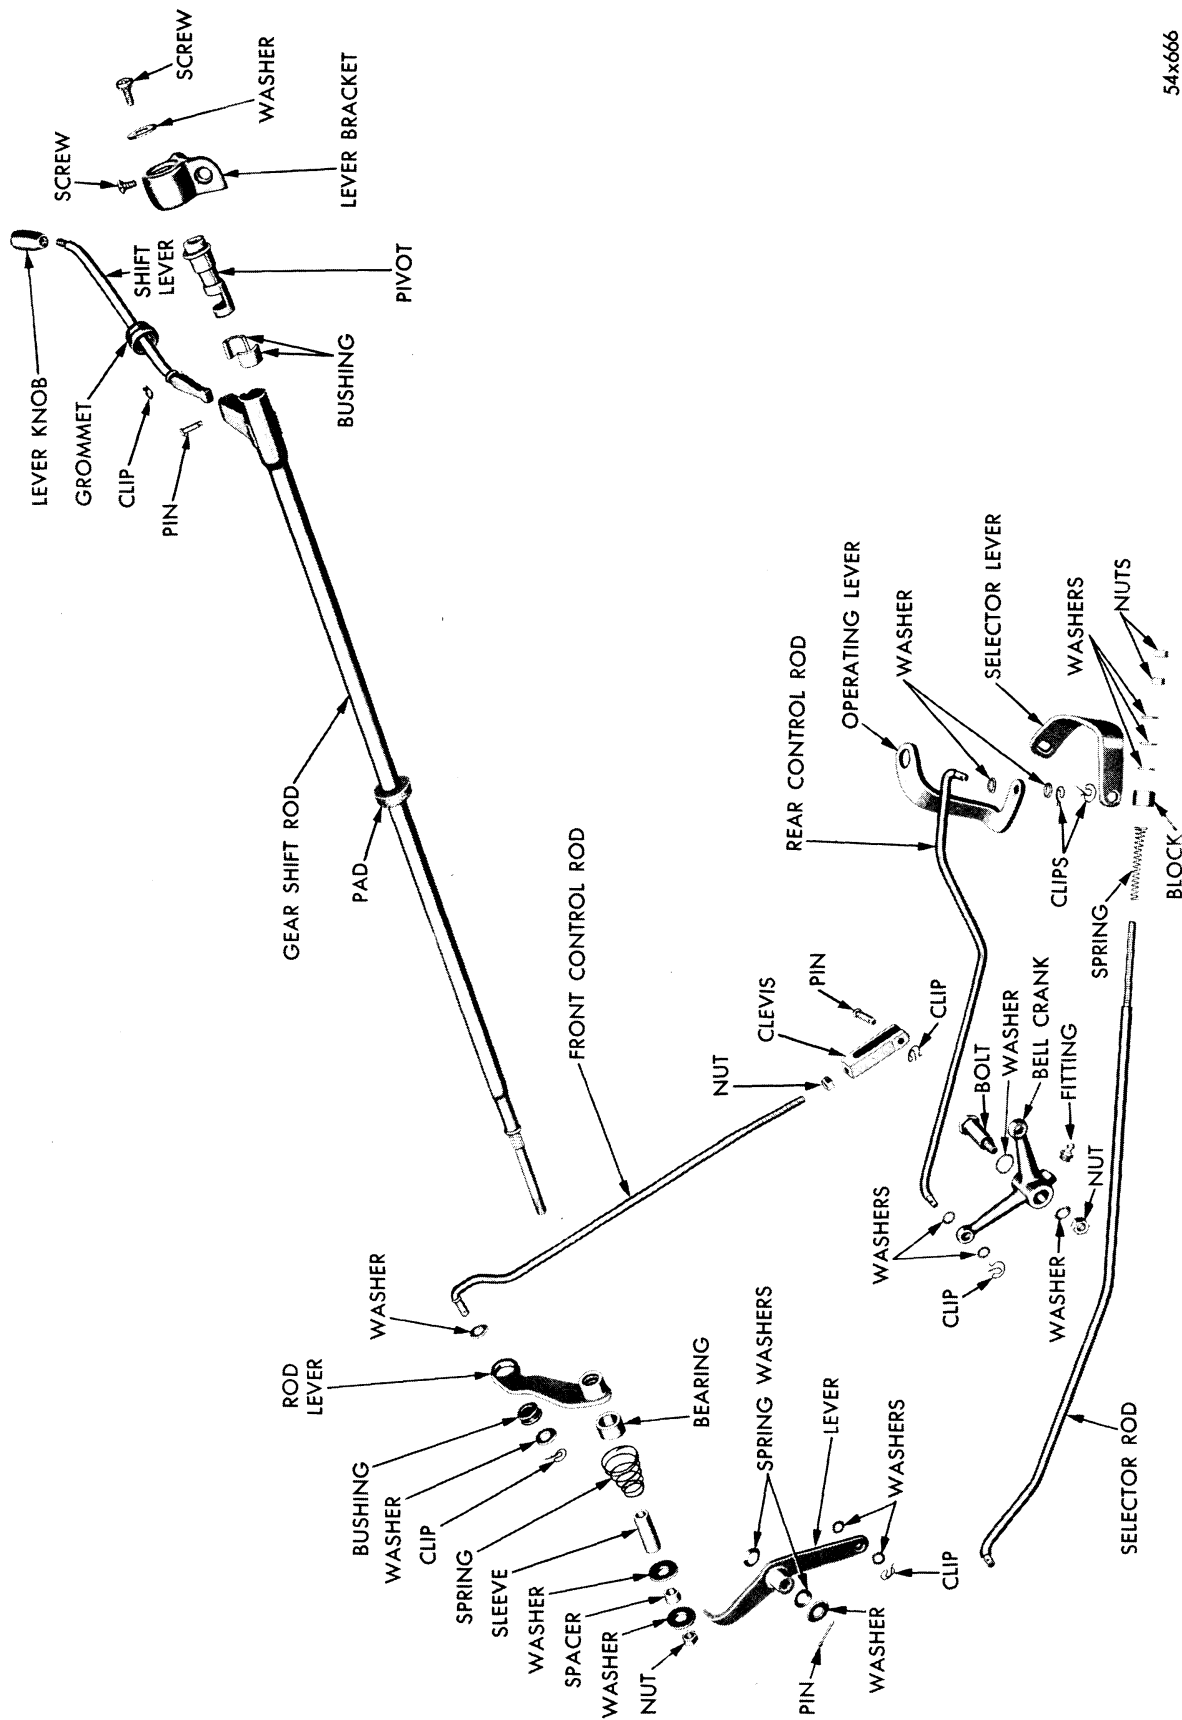 SCREW
WASHER
LEVER BRACKET
SCREW
SHIFT
LEVER
PIVOT
BUSHING
LEVER KNOB
GROMMET
CLIP
PIN
GEAR SHIFT ROD
PAD
FRONT CONTROL ROD
REAR CONTROL ROD
OPERATING LEVER
WASHER
SELECTOR LEVER
WASHERS
NUTS
CLIPS
SPRING
BLOCK
NUT
CLEVIS
PIN
CLIP
BOLT
WASHER
BELL CRANK
FITTING
NUT
WASHER
WASHERS
CLIP
WASHER
ROD
LEVER
BEARING
BUSHING
WASHER
CLIP
SPRING
SLEEVE
WASHER
SPACER
WASHER
NUT
SPRING WASHERS
LEVER
WASHERS
CLIP
WASHER
PIN
SELECTOR ROD
54x666